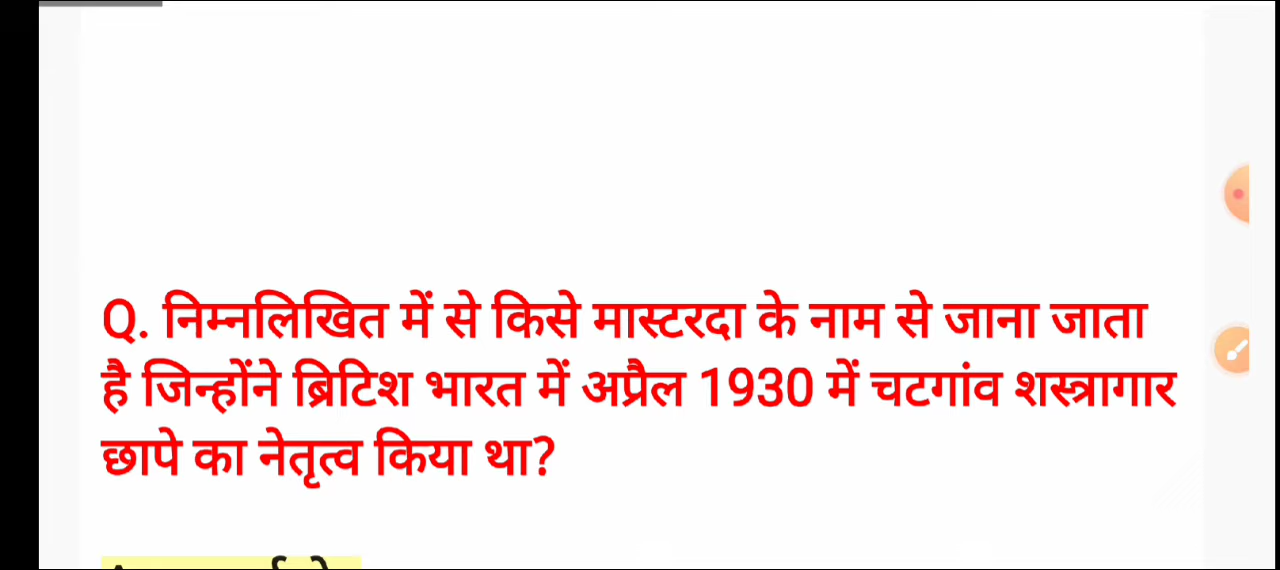 Q. निम्नलिखित में से किसे मास्टरदा के नाम से जाना जाता
है जिन्होंने ब्रिटिश भारत में अप्रैल 1930 में चटगांव शस्त्रागार
छापे का नेतृत्व किया था?